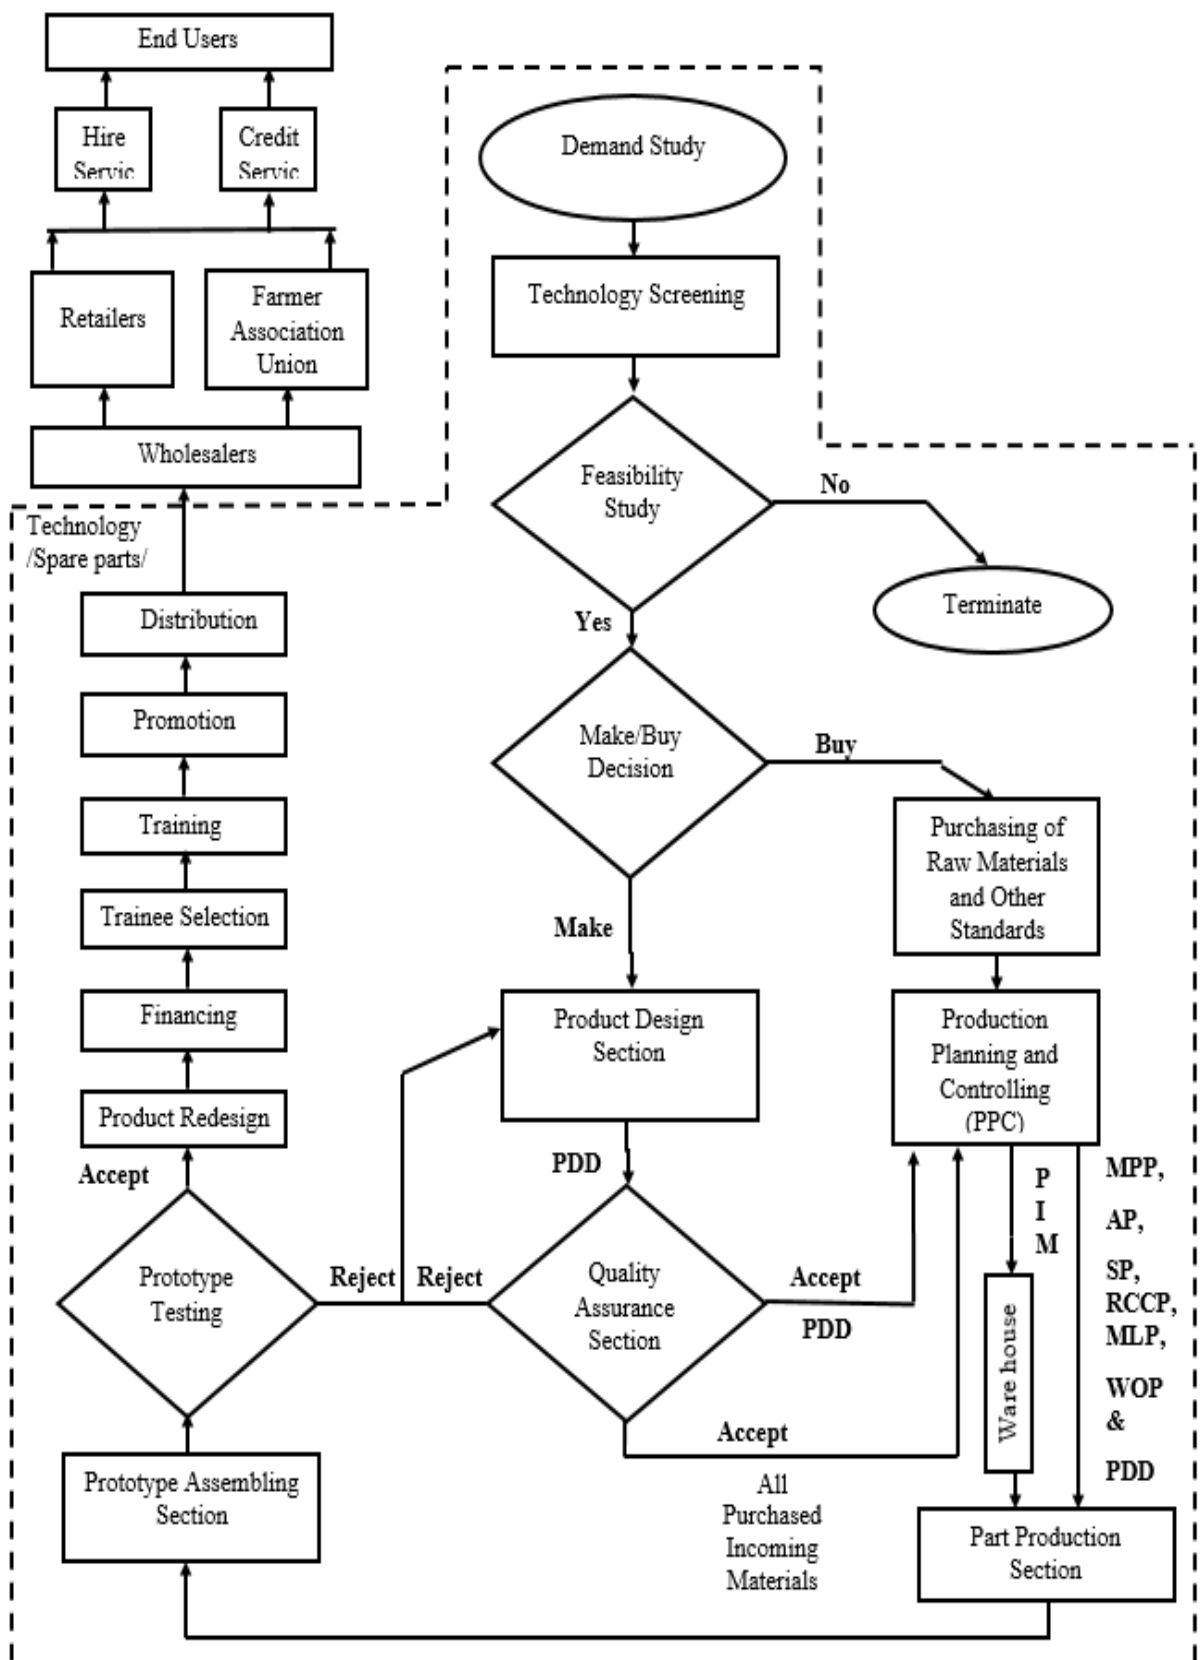 End Users
Hire
Servic
Credit
Servic
Retailers
Farmer
Association
Union
Wholesalers
Technology
/Spare parts/
Distribution
Promotion
Training
Trainee Selection
Financing
Product Redesign
Accept
Prototype
Testing
Prototype Assembling
Section
Demand Study
Technology Screening
Feasibility
Study
No
Terminate
Yes
Make/Buy
Decision
Buy
Purchasing of
Raw Materials
and Other
Standards
Make
Product Design
Section
Production
Planning and
Controlling
(PPC)
PDD
Reject
Reject
Quality
Assurance
Section
Accept
PDD
Accept
All
Purchased
Incoming
Materials
P
I
M
Ware house
MPP,
AP,
SP,
RCCP,
MLP,
WOP
&
PDD
Part Production
Section